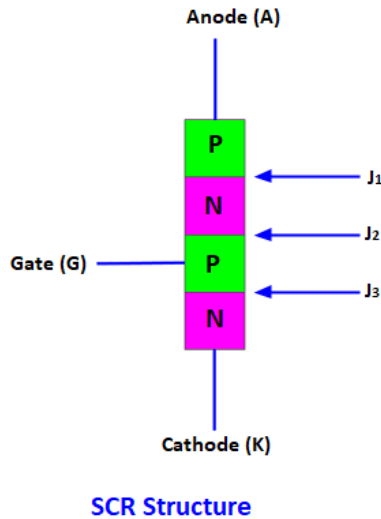 Anode (A)
P
J1
N
J2
Gate (G)
P
J3
N
Cathode (K)
SCR Structure